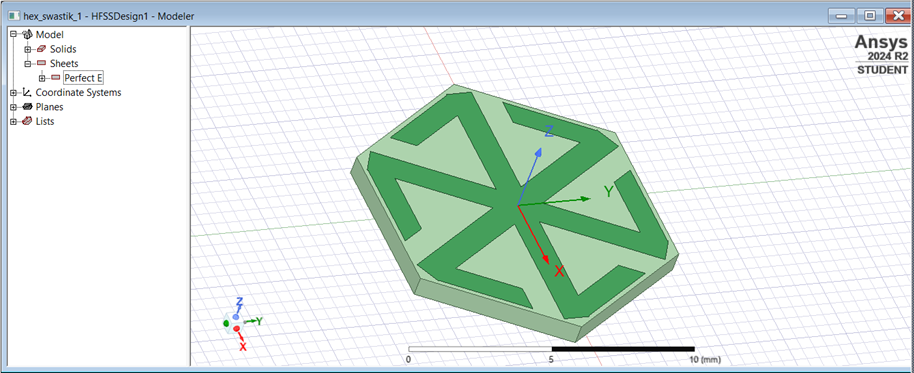 hex_swastik_1 - HFSSDesign1 - Modeler
Model
Solids
Sheets
Perfect E
Coordinate Systems
Planes
Lists
Ansys
2024 R2
STUDENT
Z
Y
X
Z
Y
X
0
5
10 (mm)